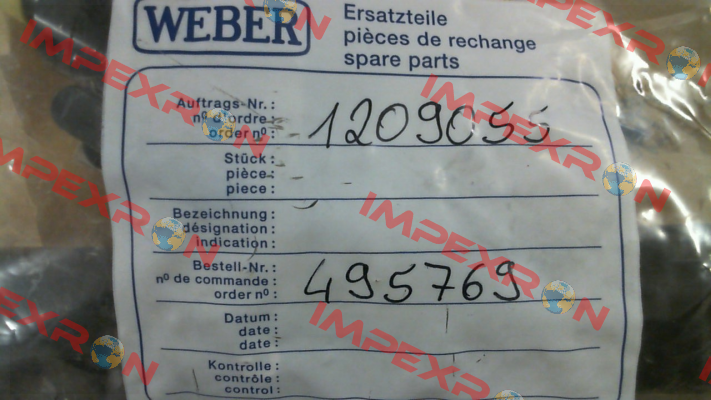 WEBER
Ersatzteile
pièces de rechange
spare parts
Auftrags-Nr.:
nº d'ordre:
order nº: 1209055
Stück:
pièce:
piece:
Bezeichnung:
désignation:
indication:
Bestell-Nr.:
nº de commande:
order nº: 495769
Datum:
date:
date:
Kontrolle:
contrôle:
control:
IMPEXRON
IMPEXRON
IMPEXRON
IMPEXRON
IMPEXRON
IMPEXRON
IMPEXRON